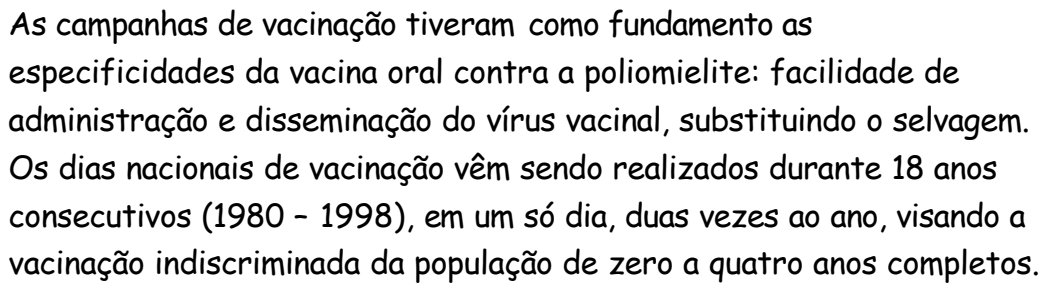 As campanhas de vacinação tiveram como fundamento as
especificidades da vacina oral contra a poliomielite: facilidade de
administração e disseminação do vírus vacinal, substituindo o selvagem.
Os dias nacionais de vacinação vêm sendo realizados durante 18 anos
consecutivos (1980 – 1998), em um só dia, duas vezes ao ano, visando a
vacinação indiscriminada da população de zero a quatro anos completos.